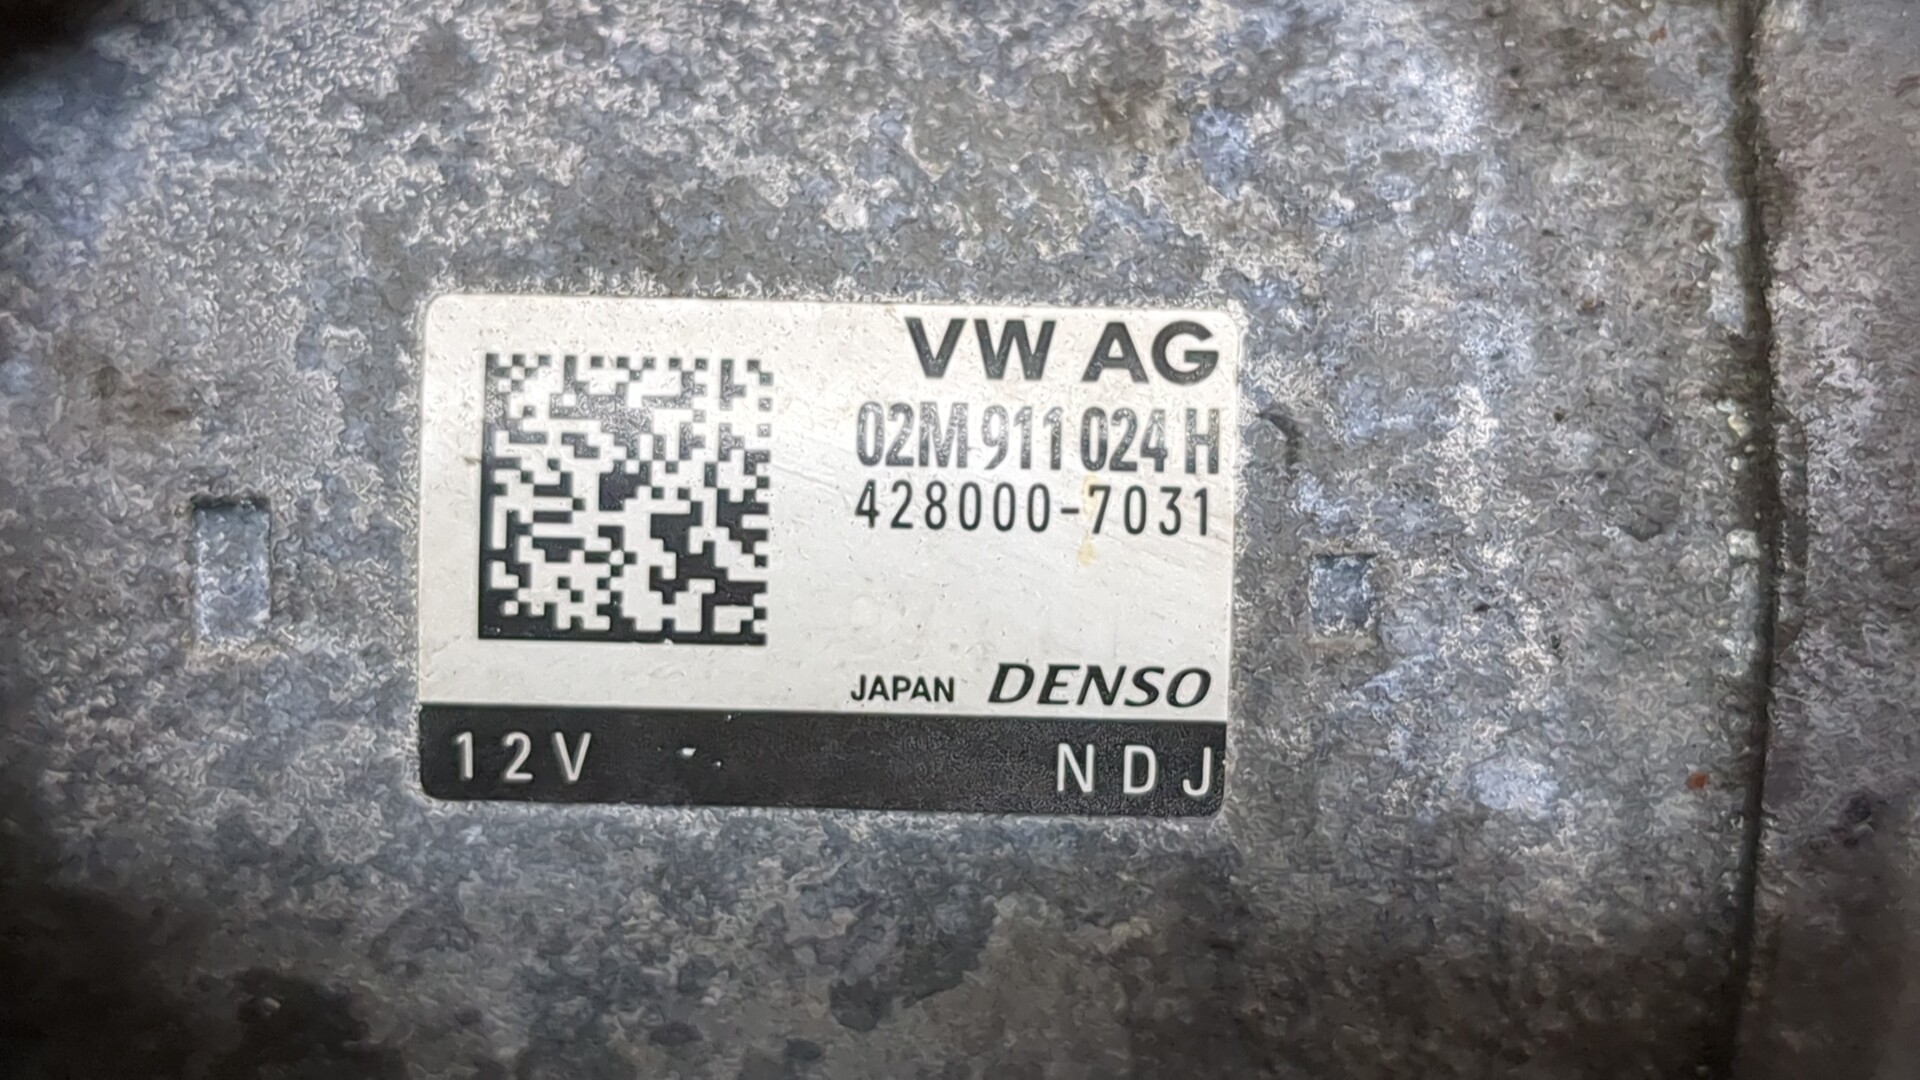 VW AG
02M 911 024 H
428000-7031
JAPAN DENSO
12V NDJ